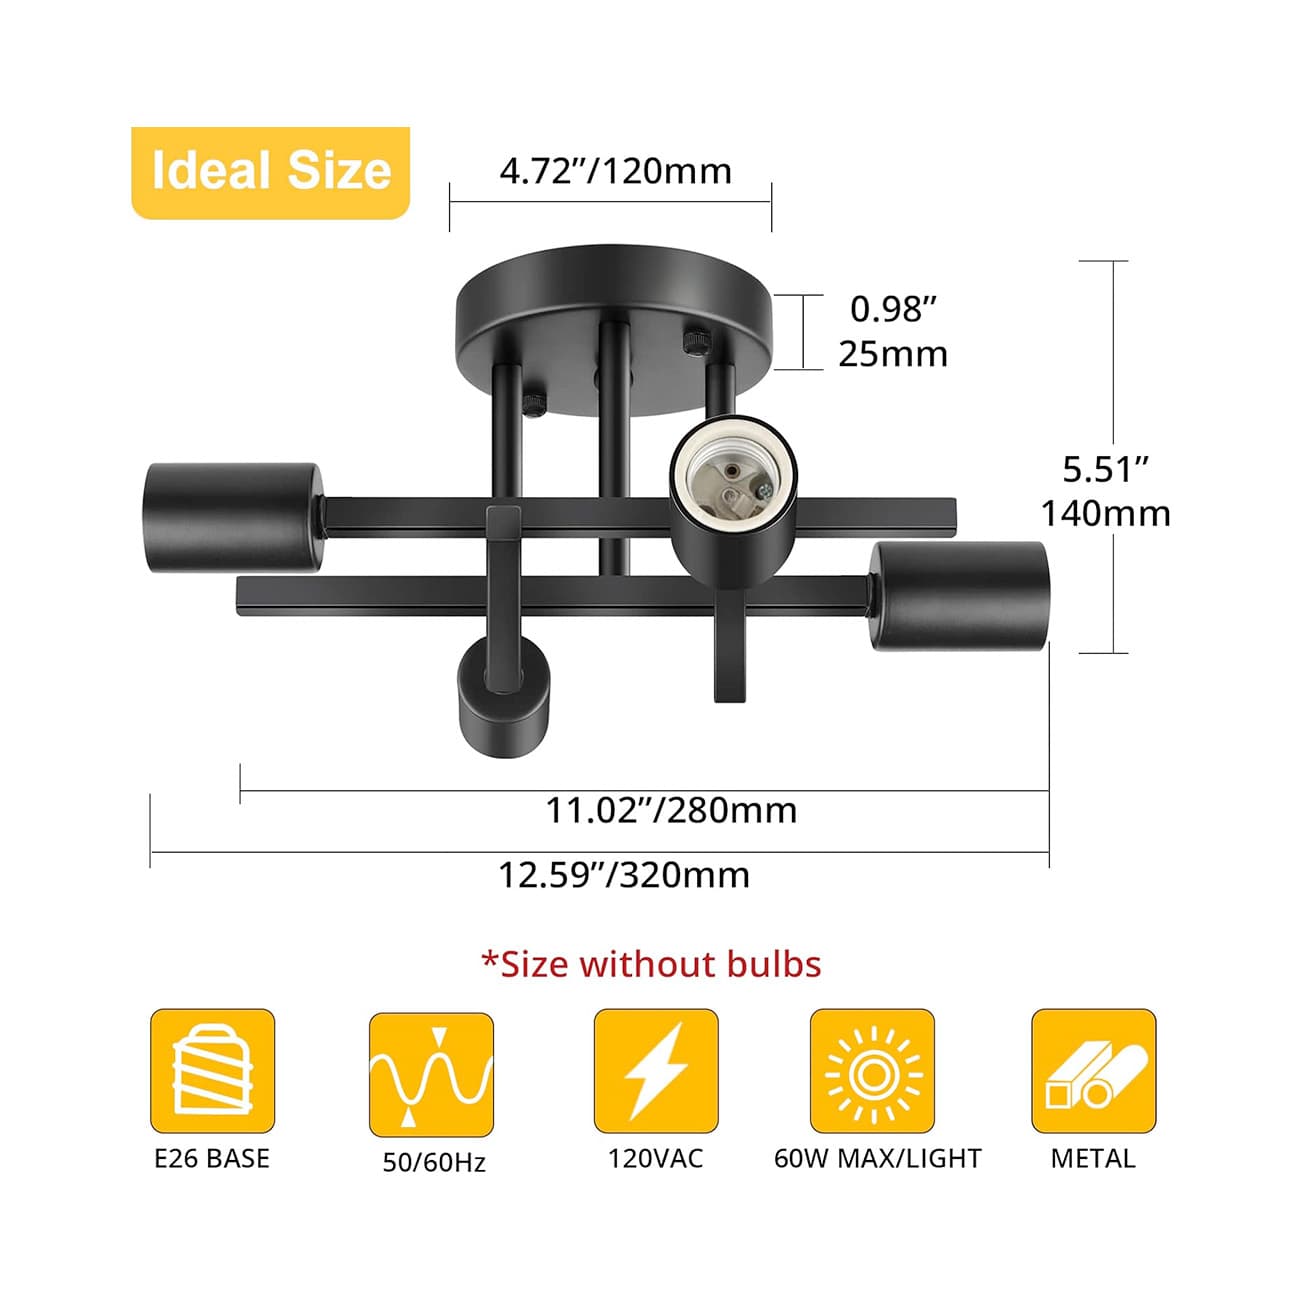 Ideal Size
4.72”/120mm
0.98”
25mm
5.51”
140mm
11.02”/280mm
12.59”/320mm
*Size without bulbs
E26 BASE
50/60Hz
120VAC
60W MAX/LIGHT
METAL